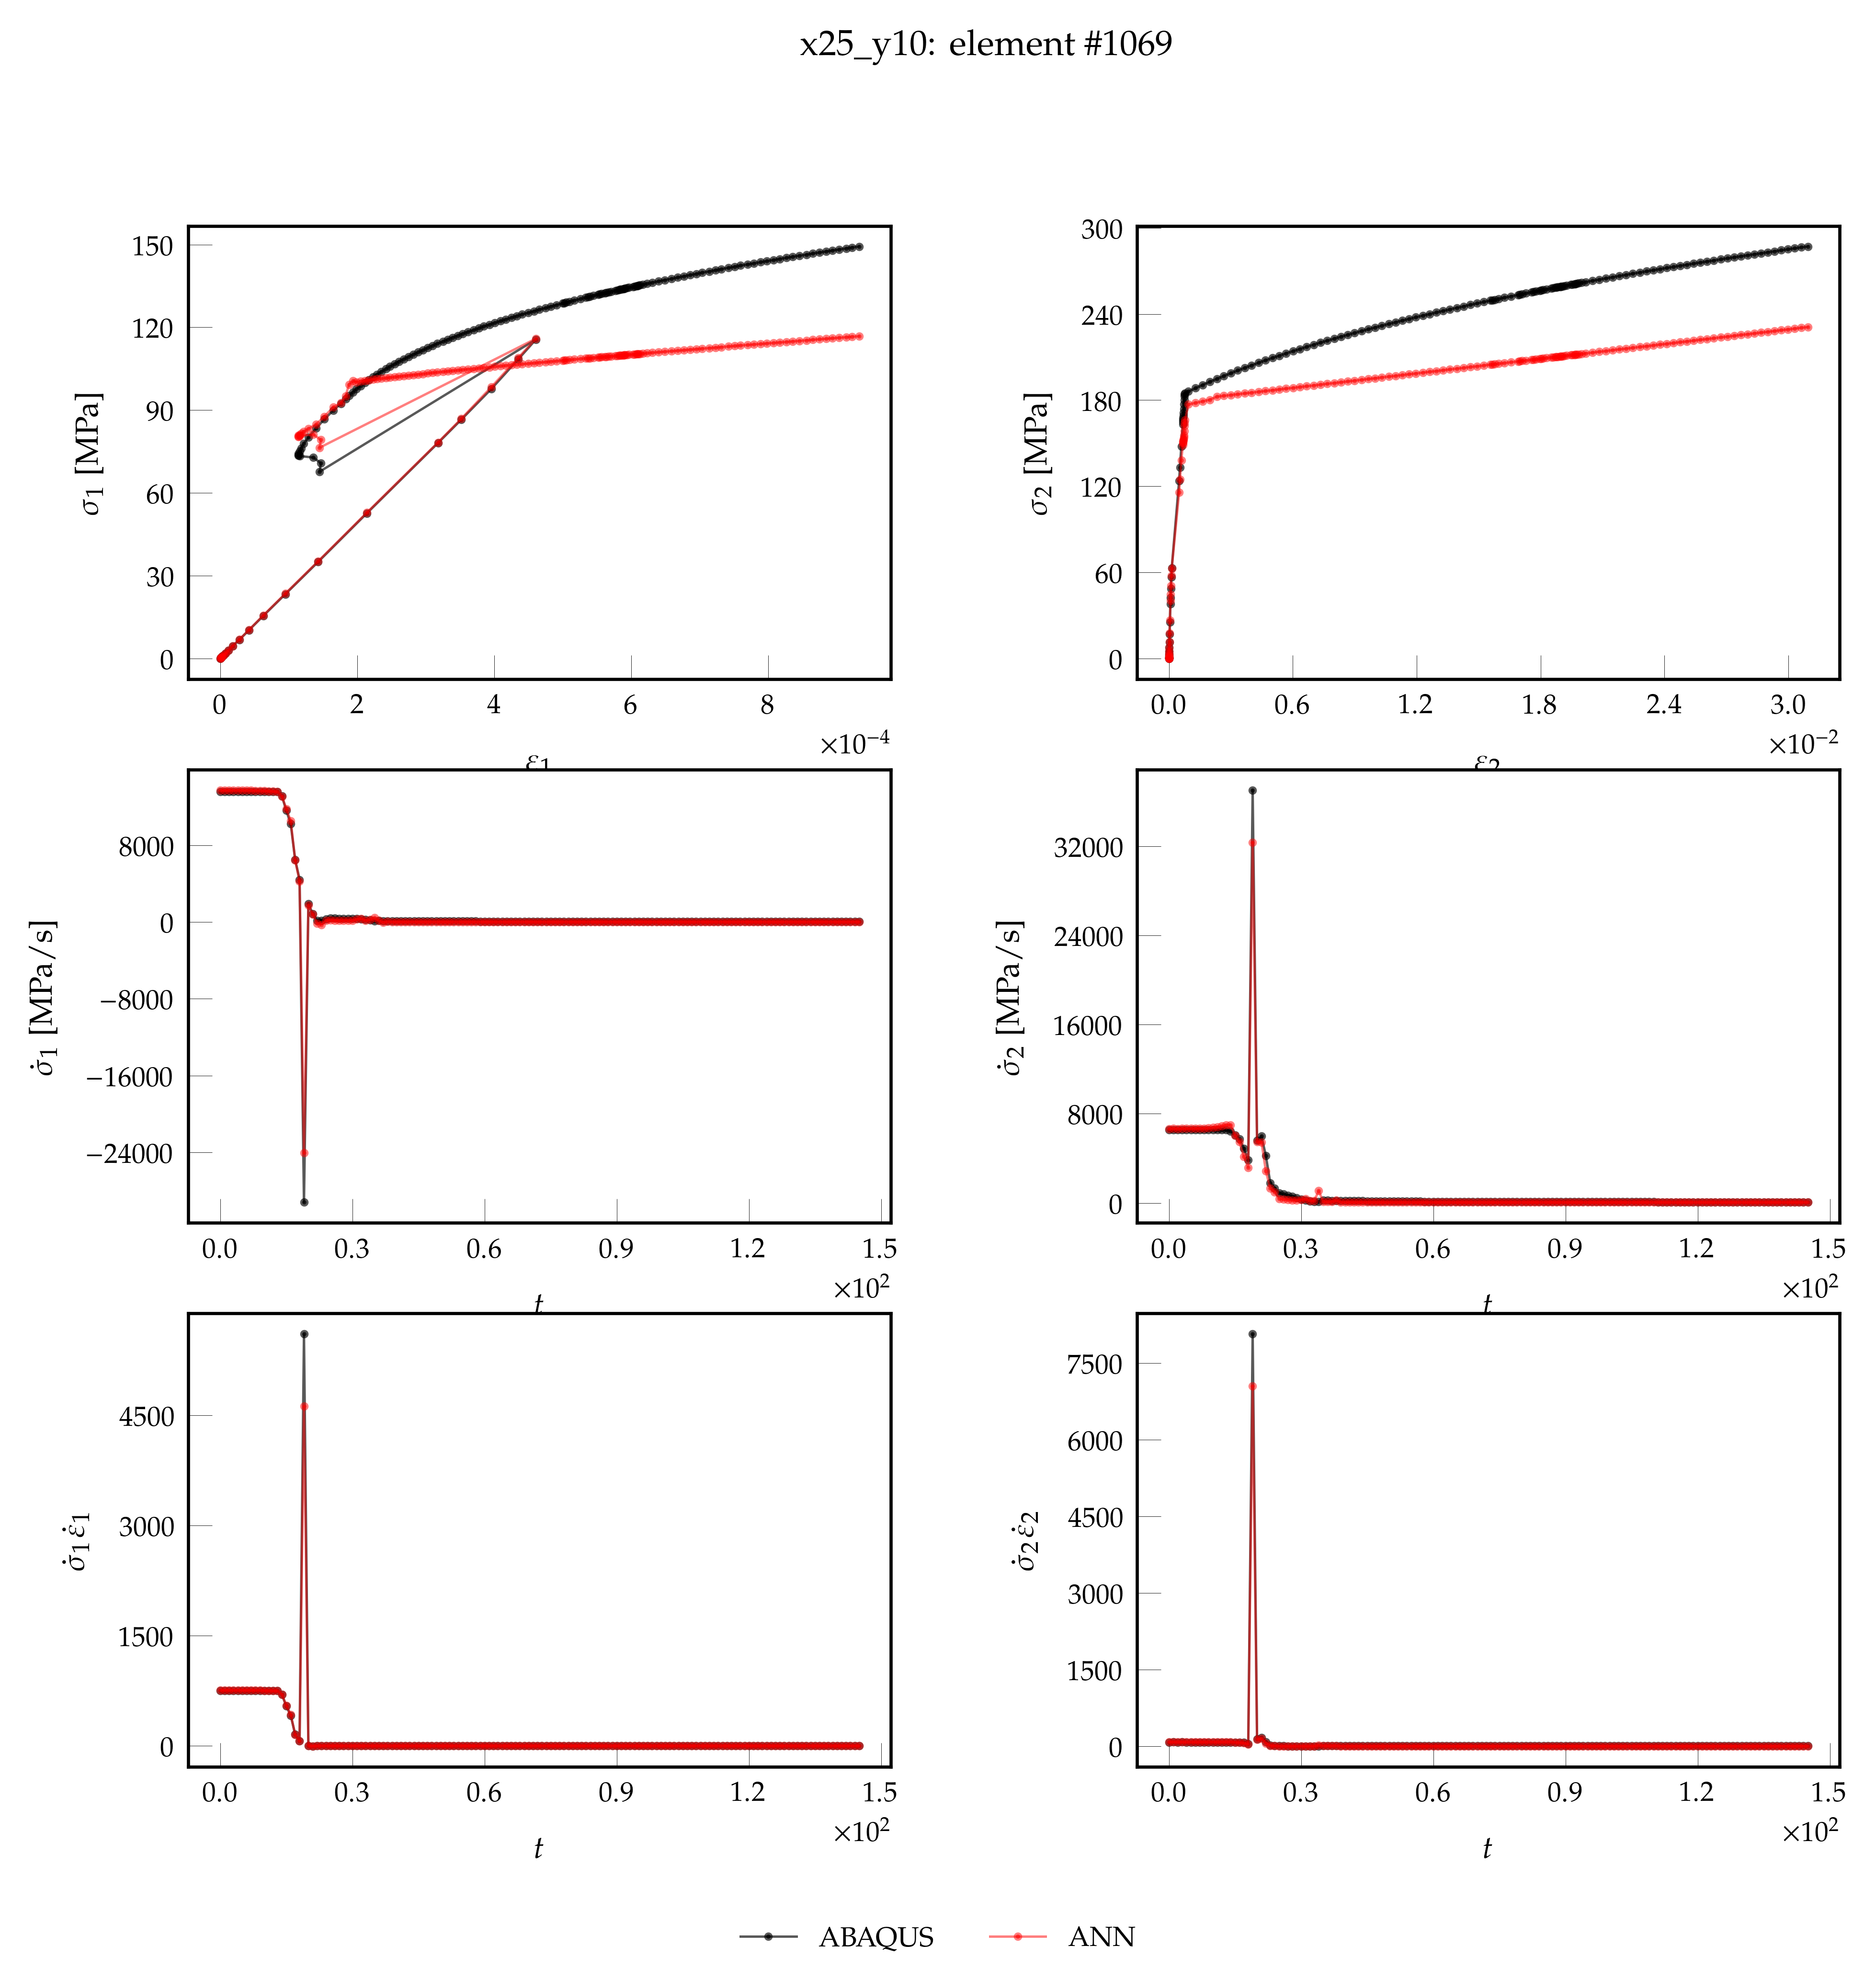 x25_y10: element #1069
σ1 [MPa]
150
120
90
60
30
0
0 2 4 6 8
×10−4
ε1
σ2 [MPa]
300
240
180
120
60
0
0.0 0.6 1.2 1.8 2.4 3.0
×10−2
ε2
σ̇1 [MPa/s]
8000
0
−8000
−16000
−24000
0.0 0.3 0.6 0.9 1.2 1.5
×102
t
σ̇2 [MPa/s]
32000
24000
16000
8000
0
0.0 0.3 0.6 0.9 1.2 1.5
×102
t
σ̇1ε̇1
4500
3000
1500
0
0.0 0.3 0.6 0.9 1.2 1.5
×102
t
σ̇2ε̇2
7500
6000
4500
3000
1500
0
0.0 0.3 0.6 0.9 1.2 1.5
×102
t
ABAQUS ANN